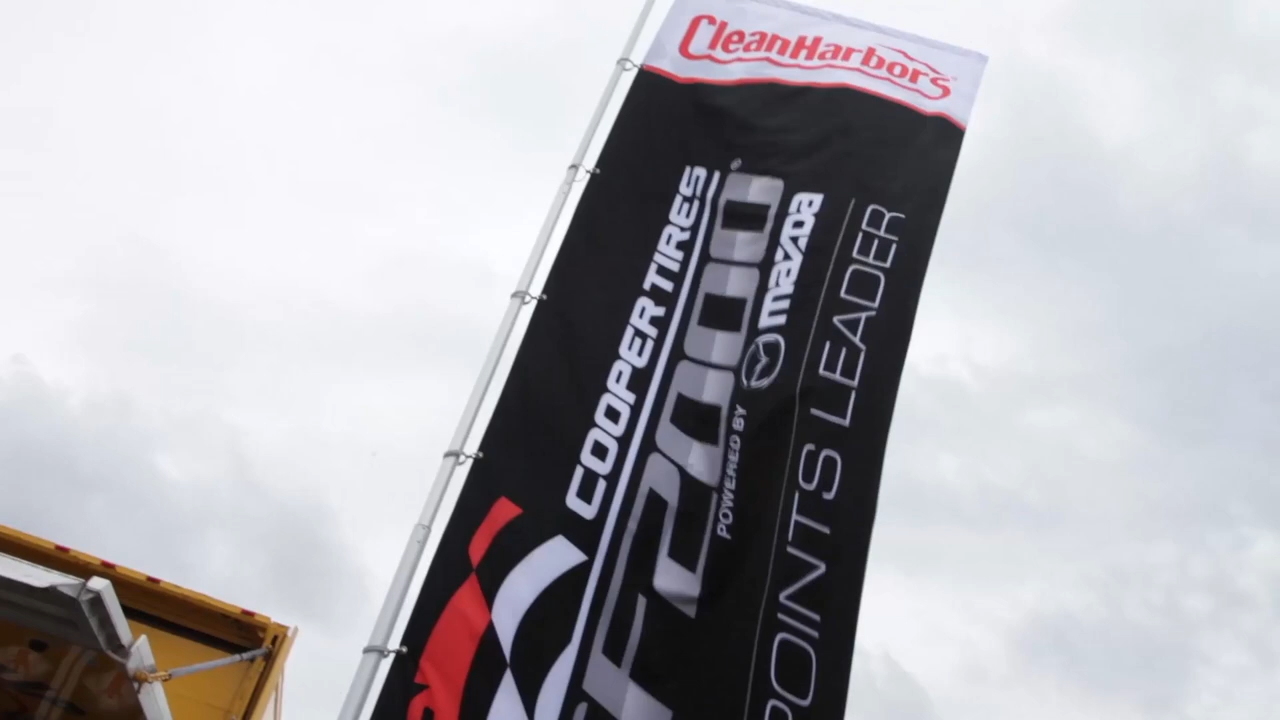 CleanHarbors
COOPER TIRES
F2000
POWERED BY mazda
POINTS LEADER